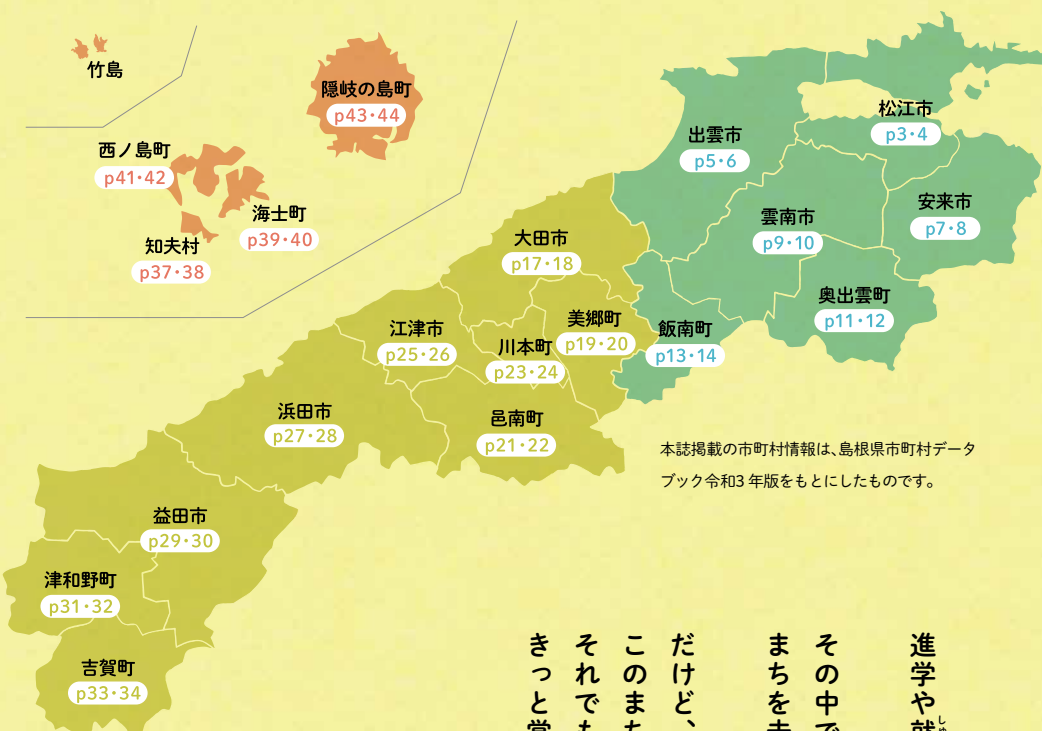 竹島
隠岐の島町
p43・44
西ノ島町
p41・42
海士町
p39・40
知夫村
p37・38
松江市
p3・4
出雲市
p5・6
安来市
p7・8
雲南市
p9・10
奥出雲町
p11・12
飯南町
p13・14
大田市
p17・18
美郷町
p19・20
川本町
p23・24
江津市
p25・26
邑南町
p21・22
浜田市
p27・28
益田市
p29・30
津和野町
p31・32
吉賀町
p33・34
本誌掲載の市町村情報は、島根県市町村データ
ブック令和3年版をもとにしたものです。
進学や
その中で
まちを
だけど、
このまち
それでも
きっと